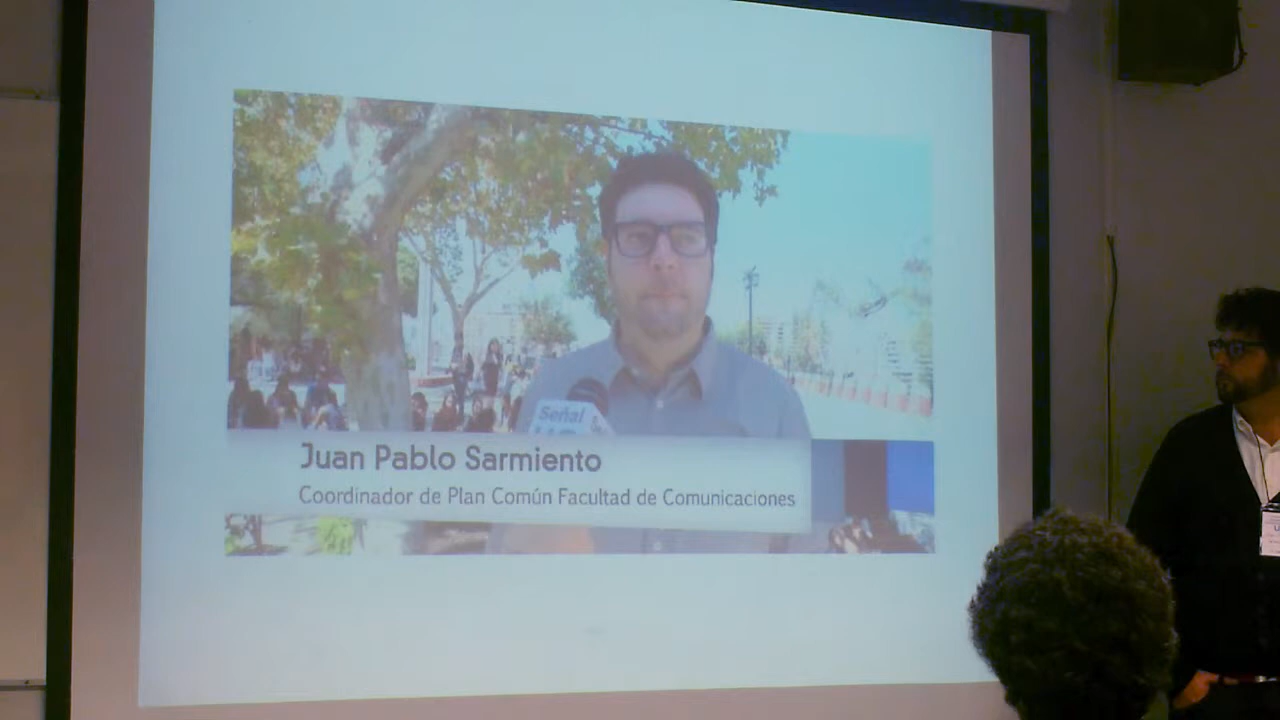 Señal
Juan Pablo Sarmiento
Coordinador de Plan Común Facultad de Comunicaciones